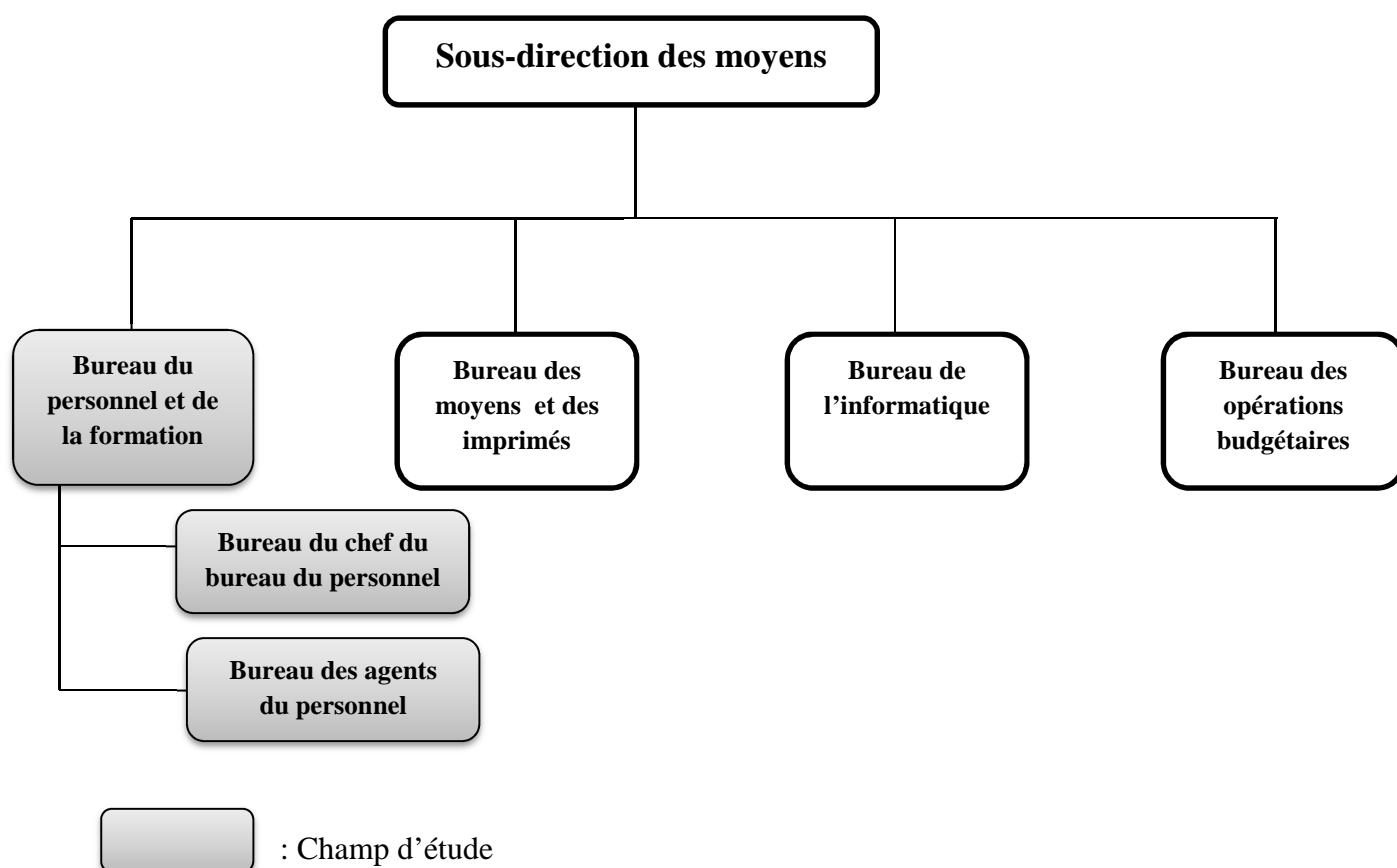 Sous-direction des moyens
Bureau du
personnel et de
la formation
Bureau des
moyens et des
imprimés
Bureau de
l’informatique
Bureau des
opérations
budgétaires
Bureau du chef du
bureau du personnel
Bureau des agents
du personnel
: Champ d’étude